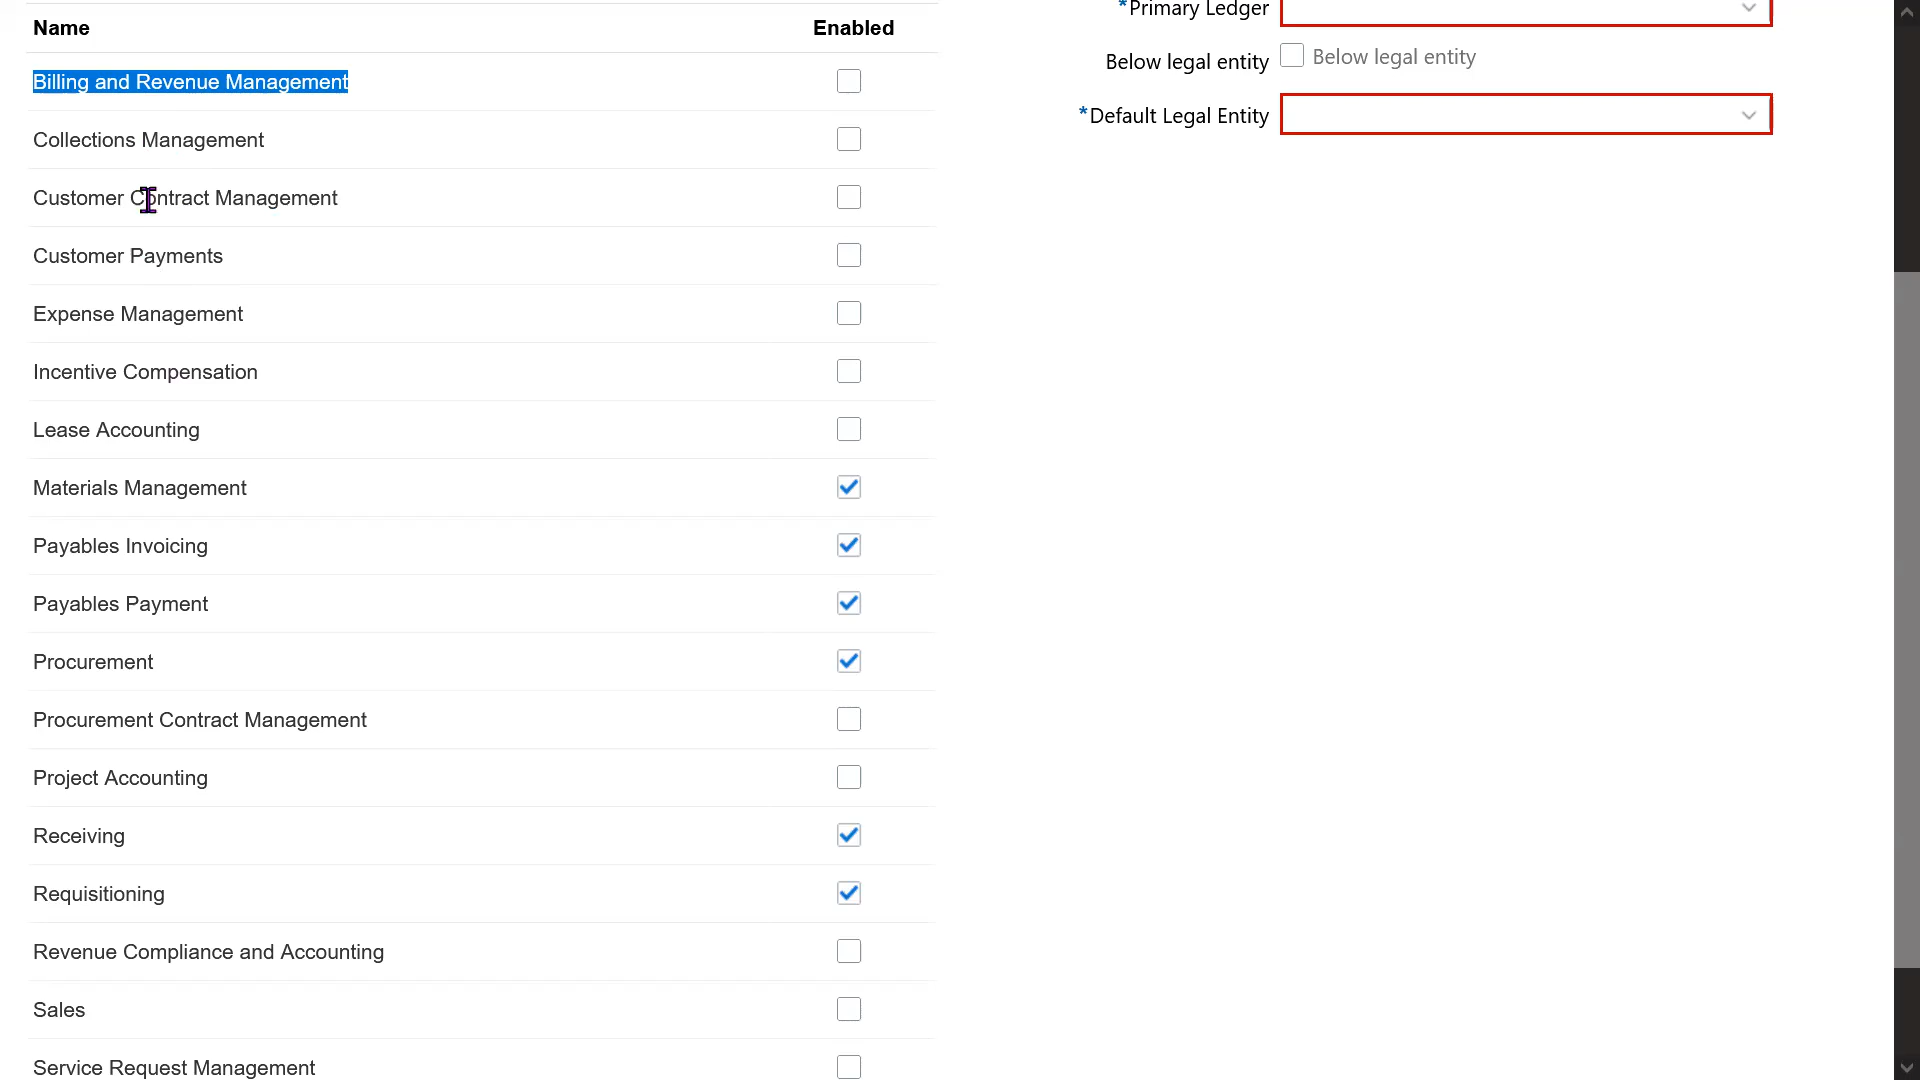 Name Enabled
Billing and Revenue Management
Collections Management
Customer Contract Management
Customer Payments
Expense Management
Incentive Compensation
Lease Accounting
Materials Management
Payables Invoicing
Payables Payment
Procurement
Procurement Contract Management
Project Accounting
Receiving
Requisitioning
Revenue Compliance and Accounting
Sales
Service Request Management
*Primary Ledger
Below legal entity Below legal entity
*Default Legal Entity